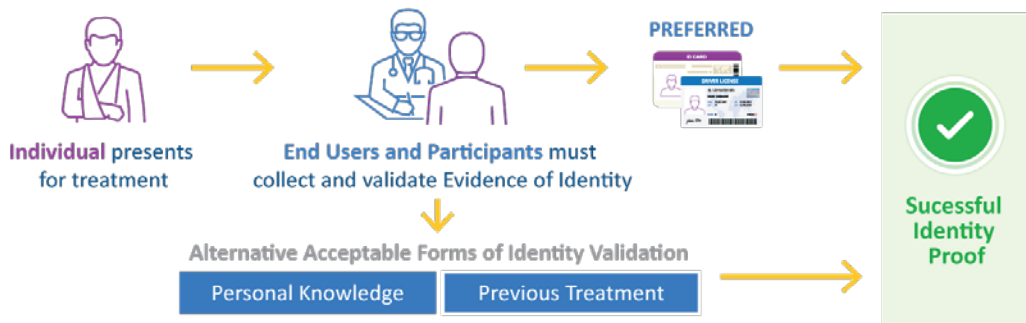 Individual presents
for treatment
End Users and Participants must
collect and validate Evidence of Identity
PREFERRED
ID CARD
DRIVER LICENSE
Alternative Acceptable Forms of Identity Validation
Personal Knowledge
Previous Treatment
Sucessful
Identity
Proof